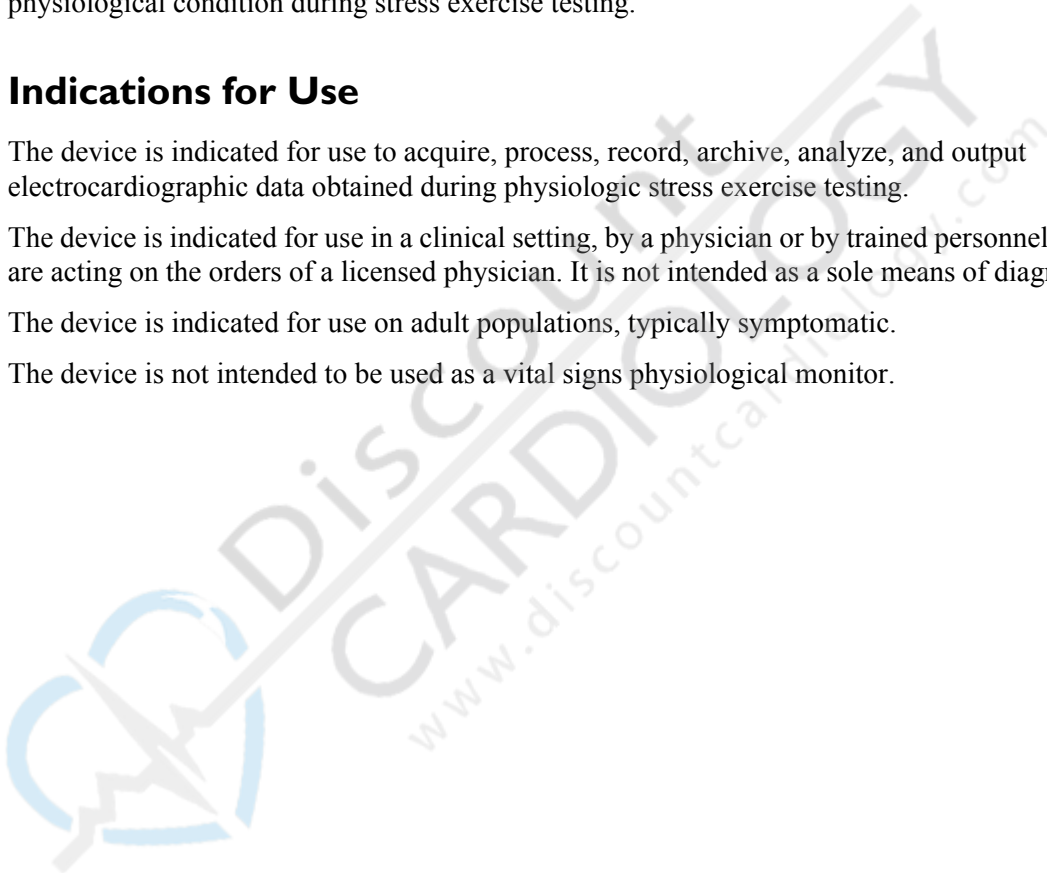 physiological condition during stress exercise testing.
Indications for Use
The device is indicated for use to acquire, process, record, archive, analyze, and output
electrocardiographic data obtained during physiologic stress exercise testing.
The device is indicated for use in a clinical setting, by a physician or by trained personnel
are acting on the orders of a licensed physician. It is not intended as a sole means of
The device is indicated for use on adult populations, typically symptomatic.
The device is not intended to be used as a vital signs physiological monitor.
Discount
CARDIOLOGY
www.discountcardiology.com